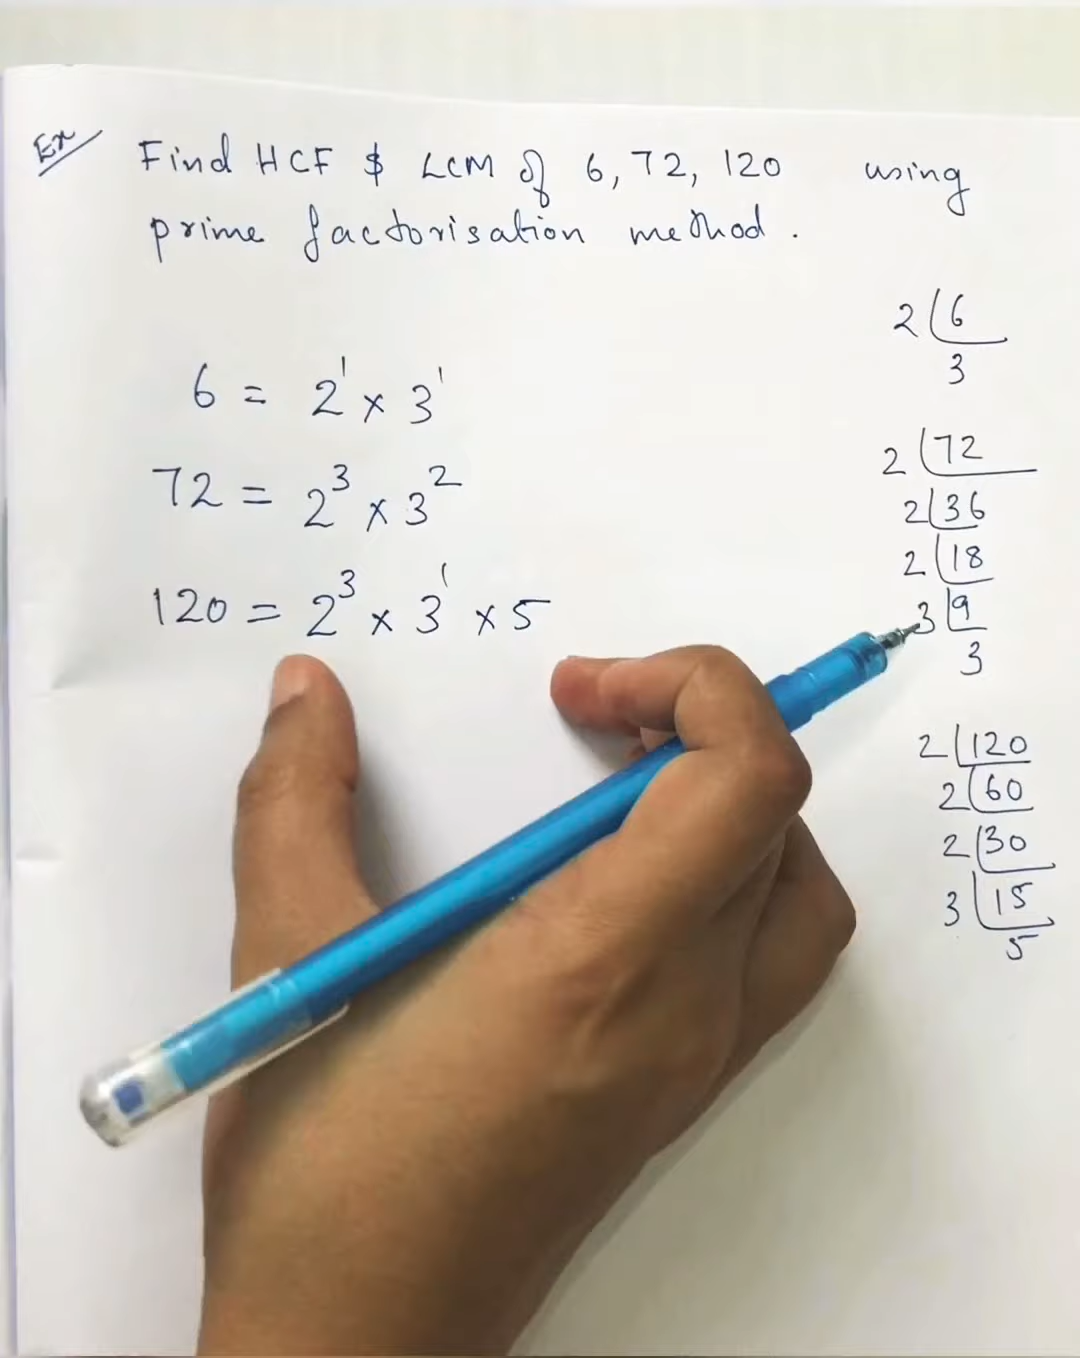 Ex
Find HCF & LCM of 6, 72, 120 using
prime factorisation method.
6 = 2¹ × 3¹
72 = 2³ × 3²
120 = 2³ × 3¹ × 5
2 | 6
3
2 | 72
2 | 36
2 | 18
3 | 9
3
2 | 120
2 | 60
2 | 30
3 | 15
5